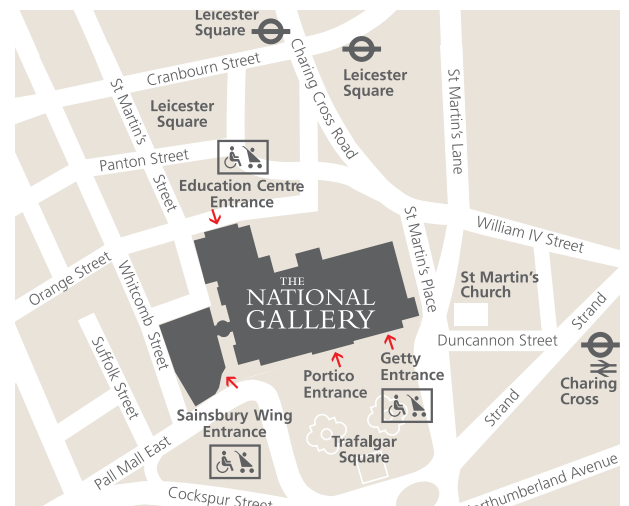 Leicester
Square
Leicester
Square
Charing Cross Road
Cranbourn Street
St Martin's
Street
St Martin's Lane
Leicester
Square
Panton Street
Education Centre
Entrance
Orange Street
Whitcomb Street
Suffolk Street
St Martin's Place
William IV Street
St Martin's
Church
THE
NATIONAL
GALLERY
Strand
Duncannon Street
Getty
Entrance
Portico
Entrance
Charing
Cross
Strand
Sainsbury Wing
Entrance
Trafalgar
Square
Pall Mall East
Cockspur Street
orthumberland Avenue